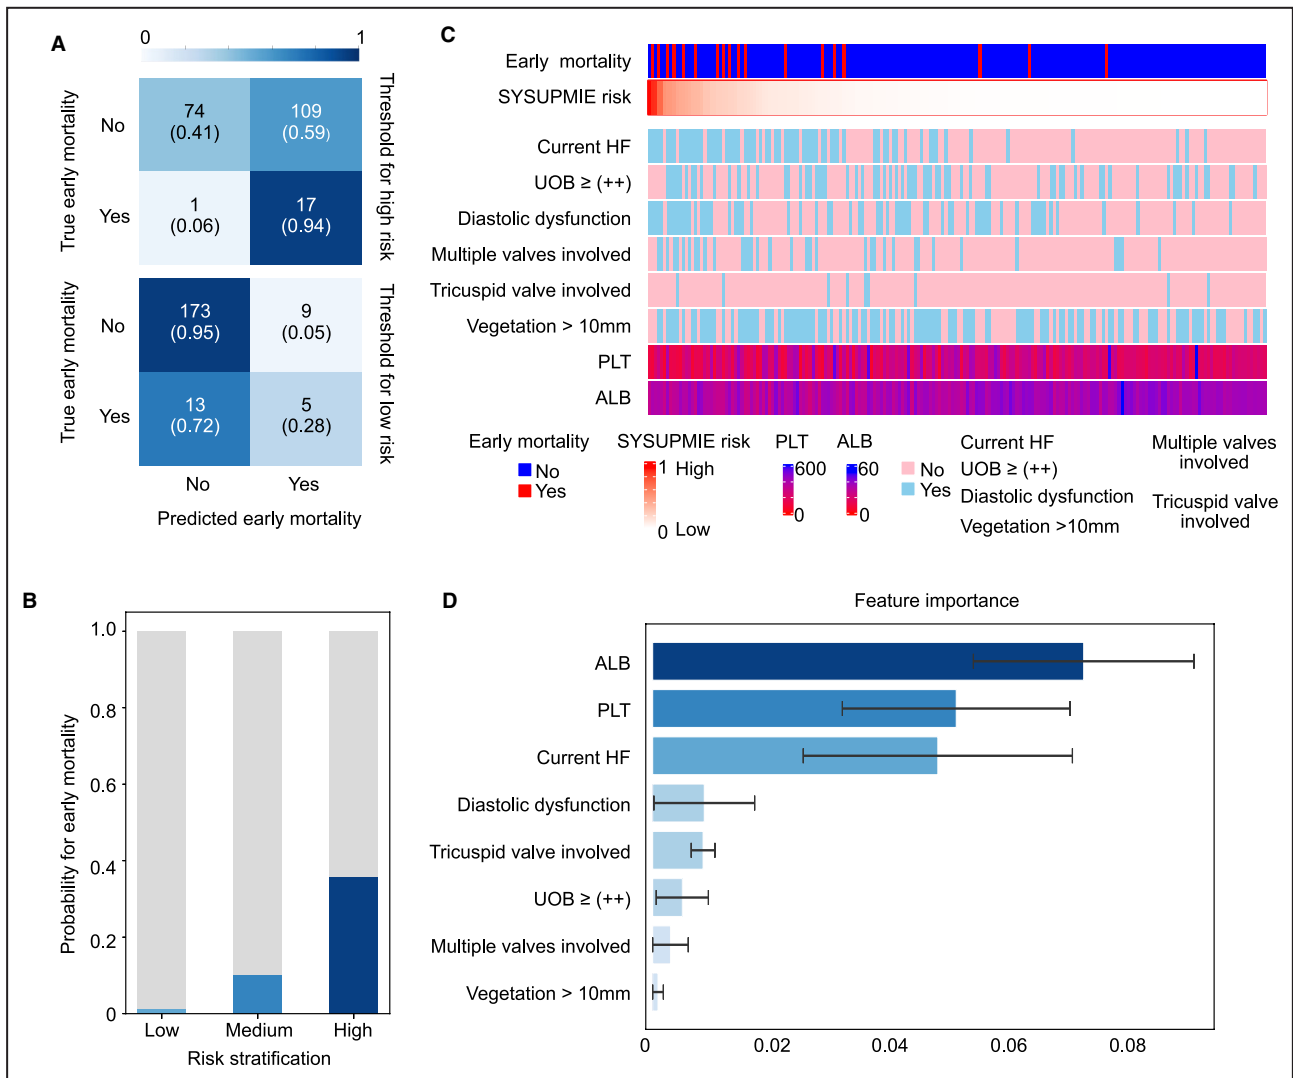 A
0
1
True early mortality
No
74
(0.41)
109
(0.59)
Yes
1
(0.06)
17
(0.94)
Threshold for high risk
True early mortality
No
173
(0.95)
9
(0.05)
Yes
13
(0.72)
5
(0.28)
Threshold for low risk
No
Yes
Predicted early mortality
C
Early mortality
SYSUPMIE risk
Current HF
UOB ≥ (++)
Diastolic dysfunction
Multiple valves involved
Tricuspid valve involved
Vegetation > 10mm
PLT
ALB
Early mortality
No
Yes
SYSUPMIE risk
1 High
0 Low
PLT
600
0
ALB
60
0
No
Yes
Current HF
UOB ≥ (++)
Diastolic dysfunction
Vegetation >10mm
Multiple valves
involved
Tricuspid valve
involved
B
Probability for early mortality
1.0
0.8
0.6
0.4
0.2
0
Low
Medium
High
Risk stratification
D
Feature importance
ALB
PLT
Current HF
Diastolic dysfunction
Tricuspid valve involved
UOB ≥ (++)
Multiple valves involved
Vegetation > 10mm
0
0.02
0.04
0.06
0.08